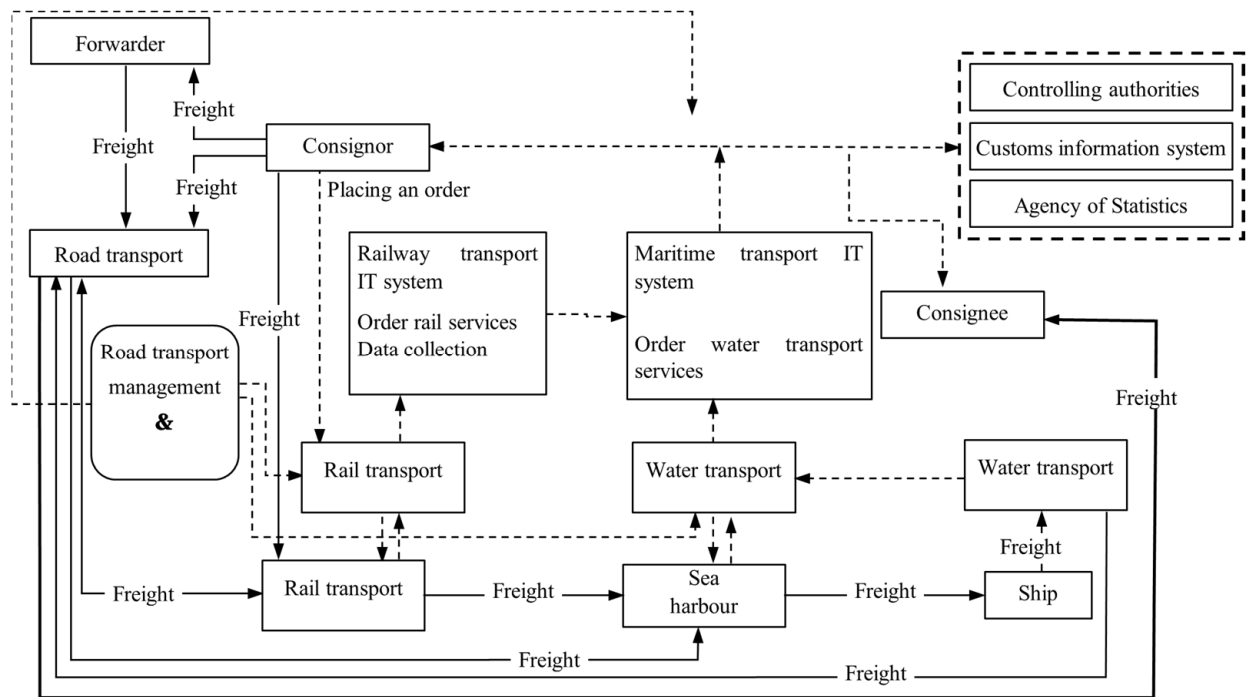 Forwarder
Controlling authorities
Freight
Consignor
Customs information system
Freight
Freight
Placing an order
Agency of Statistics
Road transport
Railway transport
IT system
Order rail services
Data collection
Maritime transport IT
system
Order water transport
services
Consignee
Freight
Road transport
management
&
Freight
Rail transport
Water transport
Water transport
Freight
Freight
Rail transport
Freight
Sea
harbour
Freight
Ship
Freight
Freight